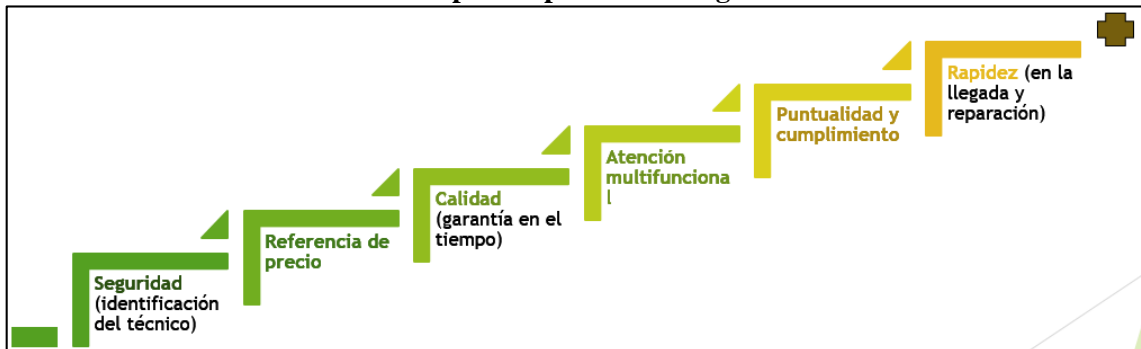 Seguridad
(identificación
del técnico)
Referencia de
precio
Calidad
(garantía en el
tiempo)
Atención
multifunciona
l
Puntualidad y
cumplimiento
Rapidez (en la
llegada y
reparación)